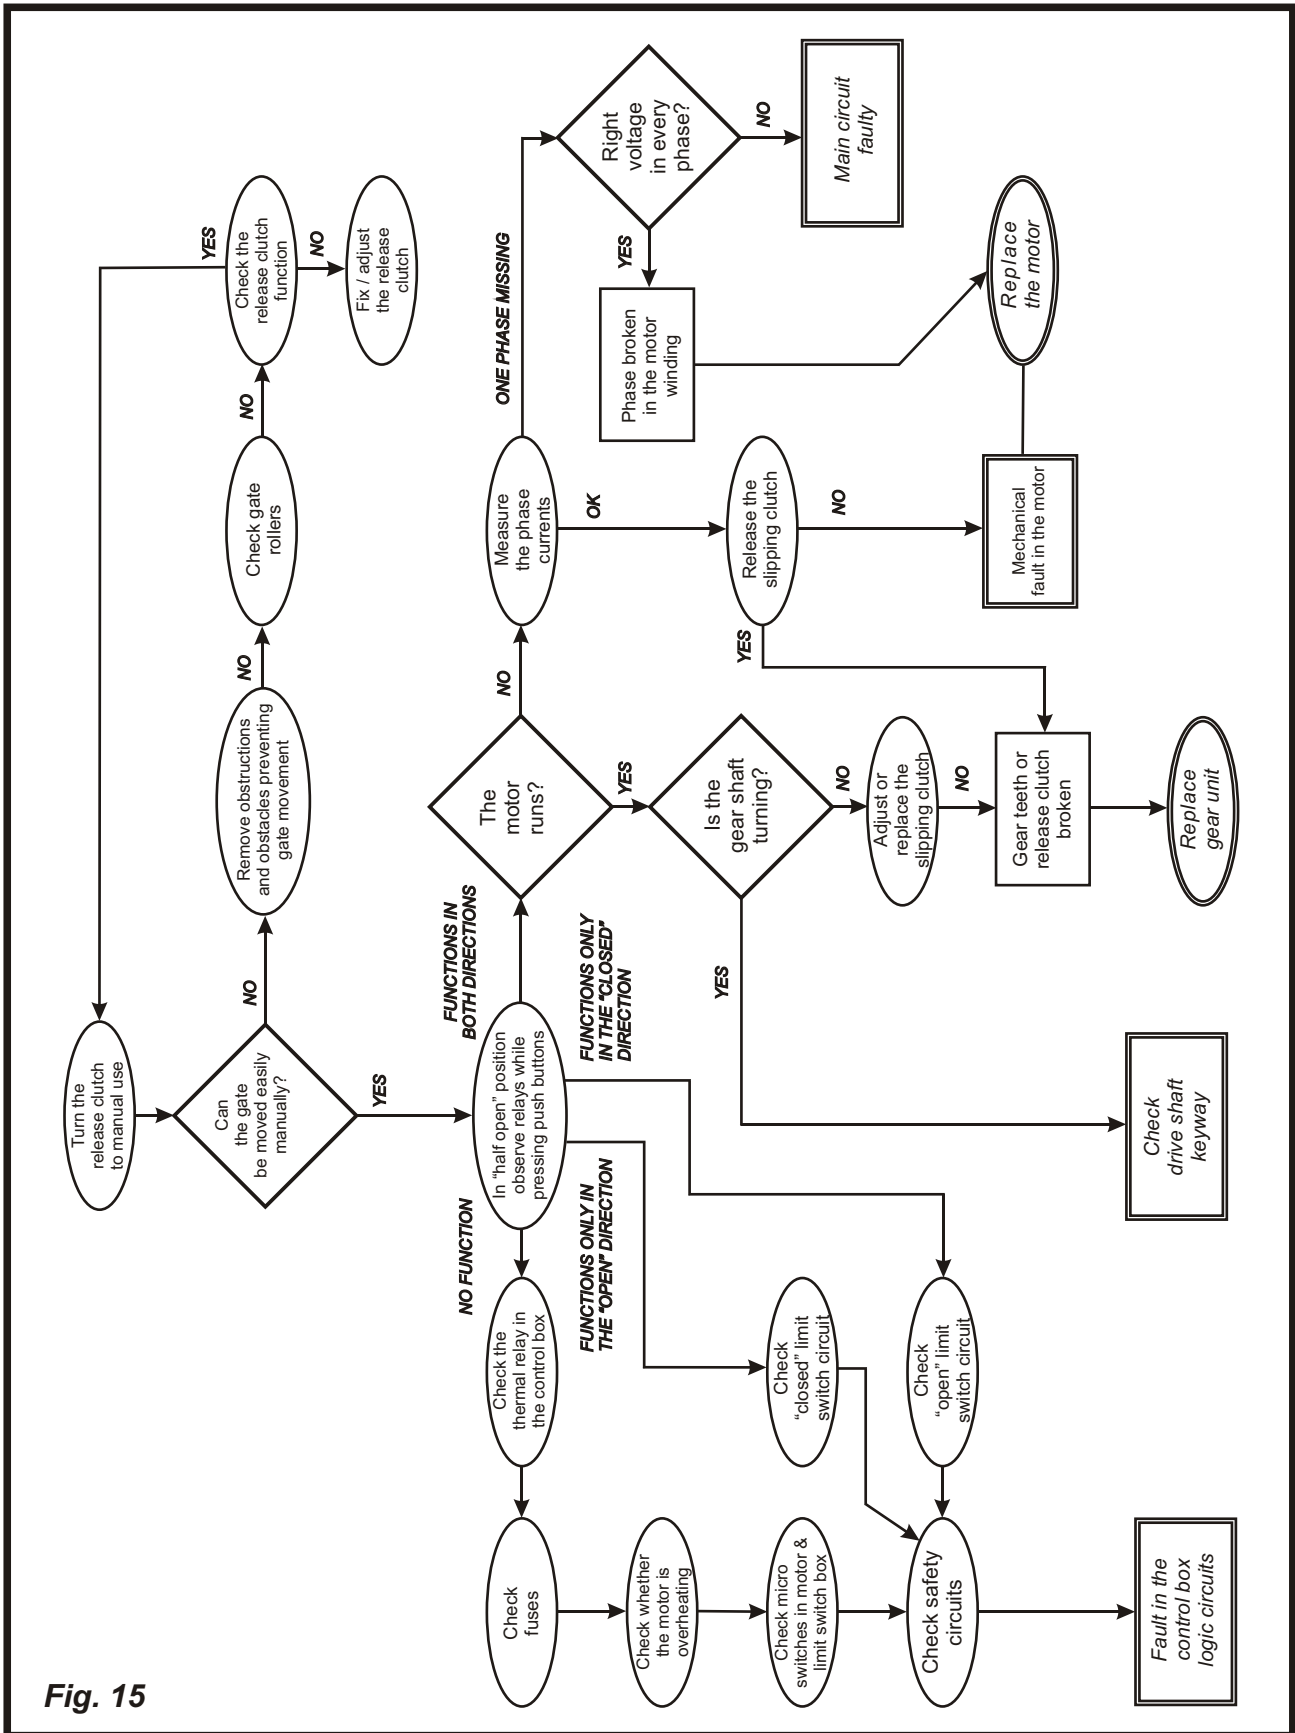 Turn the
release clutch
to manual use
Can
the gate
be moved easily
manually?
NO
Remove obstructions
and obstacles preventing
gate movement
NO
Check gate
rollers
NO
Check the
release clutch
function
YES
NO
Fix / adjust
the release
clutch
YES
In "half open" position
observe relays while
pressing push buttons
FUNCTIONS IN
BOTH DIRECTIONS
The
motor
runs?
NO
Measure
the phase
currents
ONE PHASE MISSING
Right
voltage
in every
phase?
NO
Main circuit
faulty
YES
Phase broken
in the motor
winding
Replace
the motor
OK
Release the
slipping clutch
NO
Mechanical
fault in the motor
YES
YES
Is the
gear shaft
turning?
NO
Adjust or
replace the
slipping clutch
NO
Gear teeth or
release clutch
broken
Replace
gear unit
YES
Check
drive shaft
keyway
FUNCTIONS ONLY
IN THE "CLOSED"
DIRECTION
Check
"open" limit
switch circuit
FUNCTIONS ONLY IN
THE "OPEN" DIRECTION
Check
"closed" limit
switch circuit
NO FUNCTION
Check the
thermal relay in
the control box
Check
fuses
Check whether
the motor is
overheating
Check micro
switches in motor &
limit switch box
Check safety
circuits
Fault in the
control box
logic circuits
Fig. 15